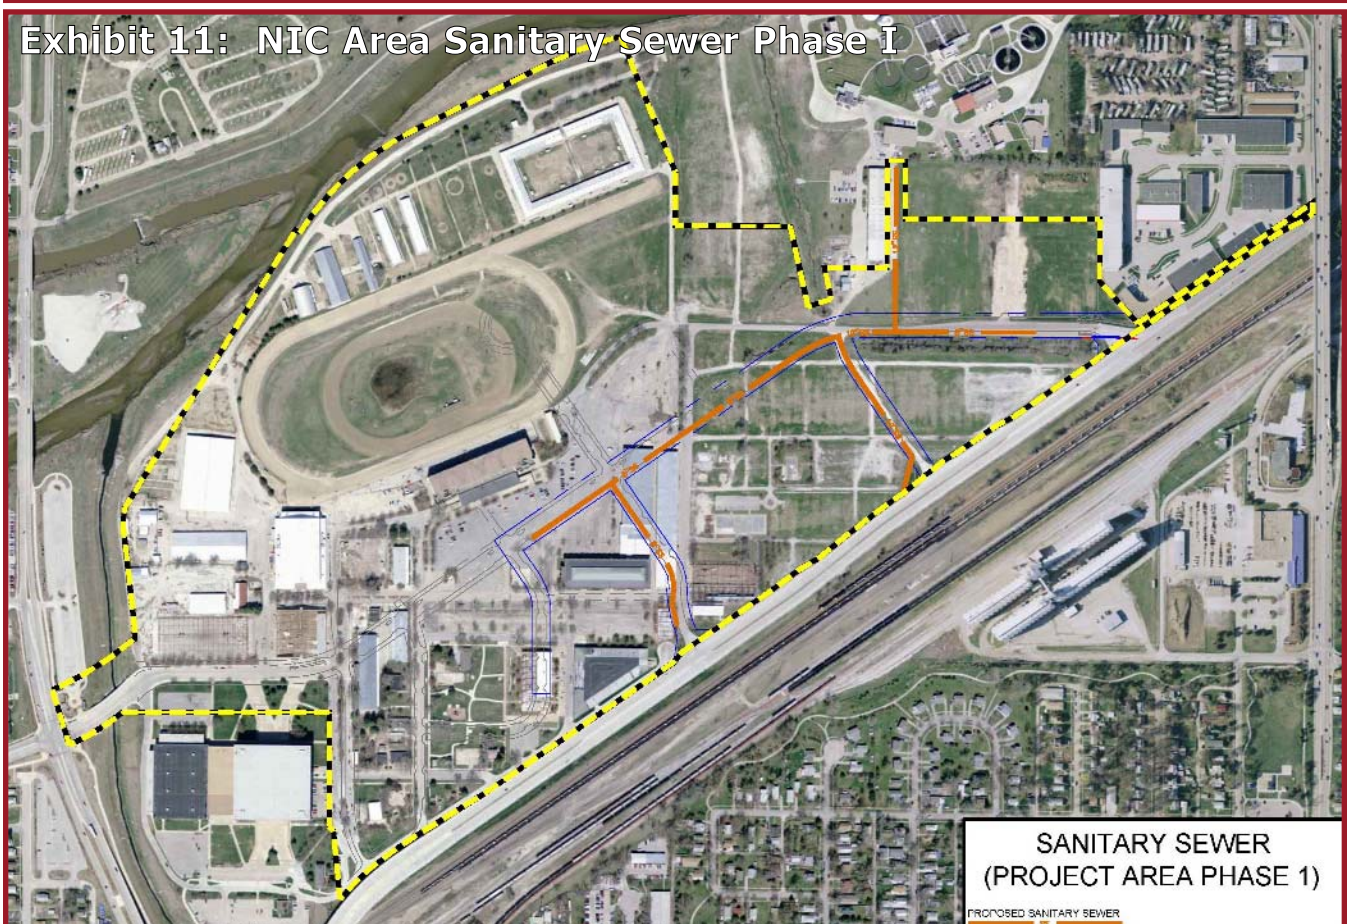 Exhibit 11:  NIC Area Sanitary Sewer Phase I
SANITARY SEWER
(PROJECT AREA PHASE 1)
PROPOSED SANITARY SEWER